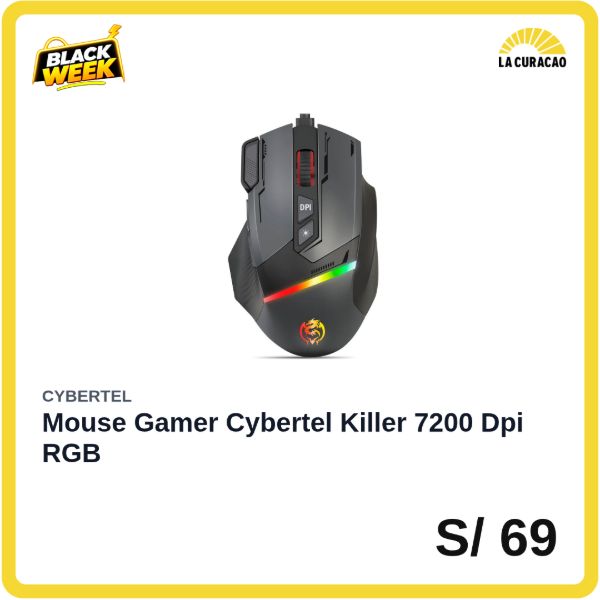 BLACK
WEEK
LA CURACAO
DPI
CYBERTEL
Mouse Gamer Cybertel Killer 7200 Dpi
RGB
S/ 69